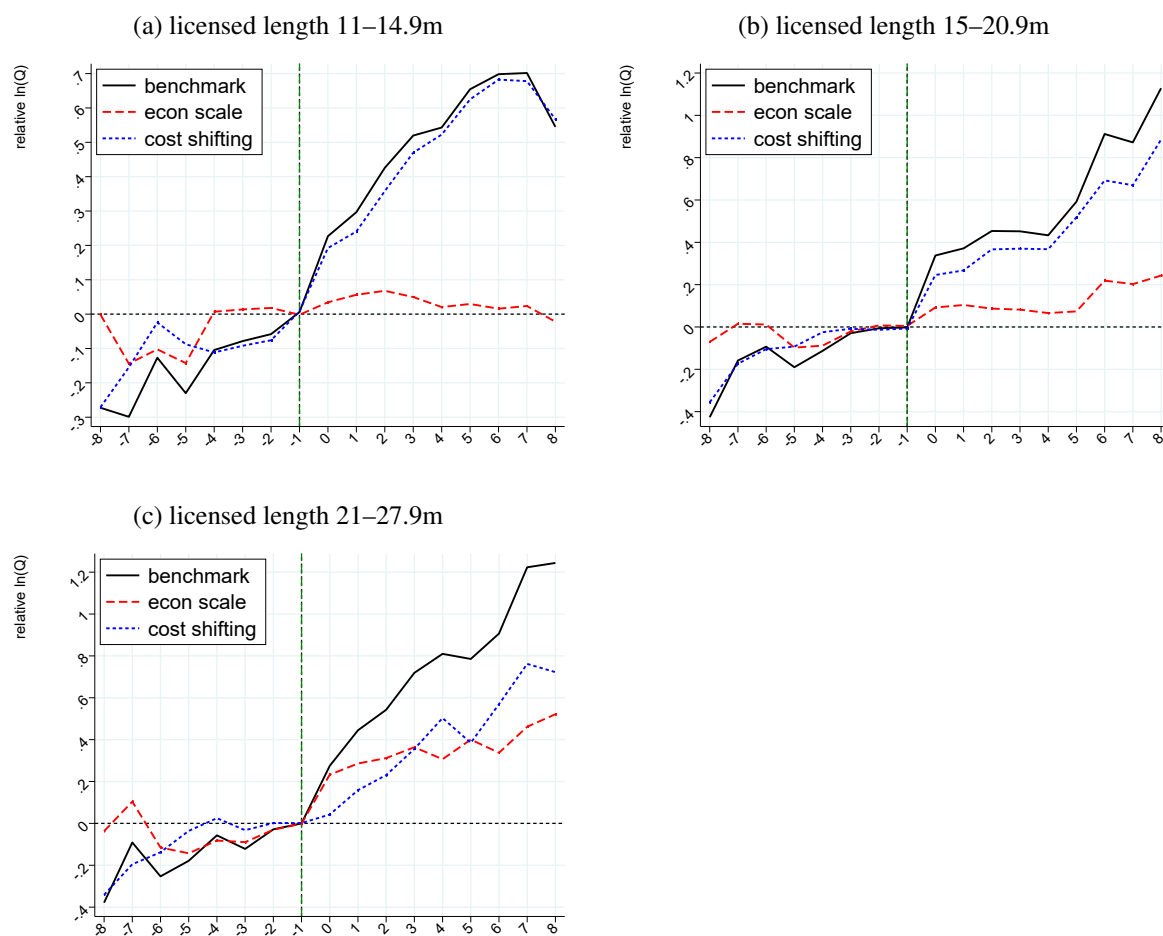 (a) licensed length 11–14.9m
relative ln(Q)
benchmark
econ scale
cost shifting
.7
.6
.5
.4
.3
.2
.1
0
-.1
-.2
-.3
-8 -7 -6 -5 -4 -3 -2 -1 0 1 2 3 4 5 6 7 8
(b) licensed length 15–20.9m
relative ln(Q)
benchmark
econ scale
cost shifting
1.2
1
.8
.6
.4
.2
0
-.2
-.4
-8 -7 -6 -5 -4 -3 -2 -1 0 1 2 3 4 5 6 7 8
(c) licensed length 21–27.9m
relative ln(Q)
benchmark
econ scale
cost shifting
1.2
1
.8
.6
.4
.2
0
-.2
-.4
-8 -7 -6 -5 -4 -3 -2 -1 0 1 2 3 4 5 6 7 8